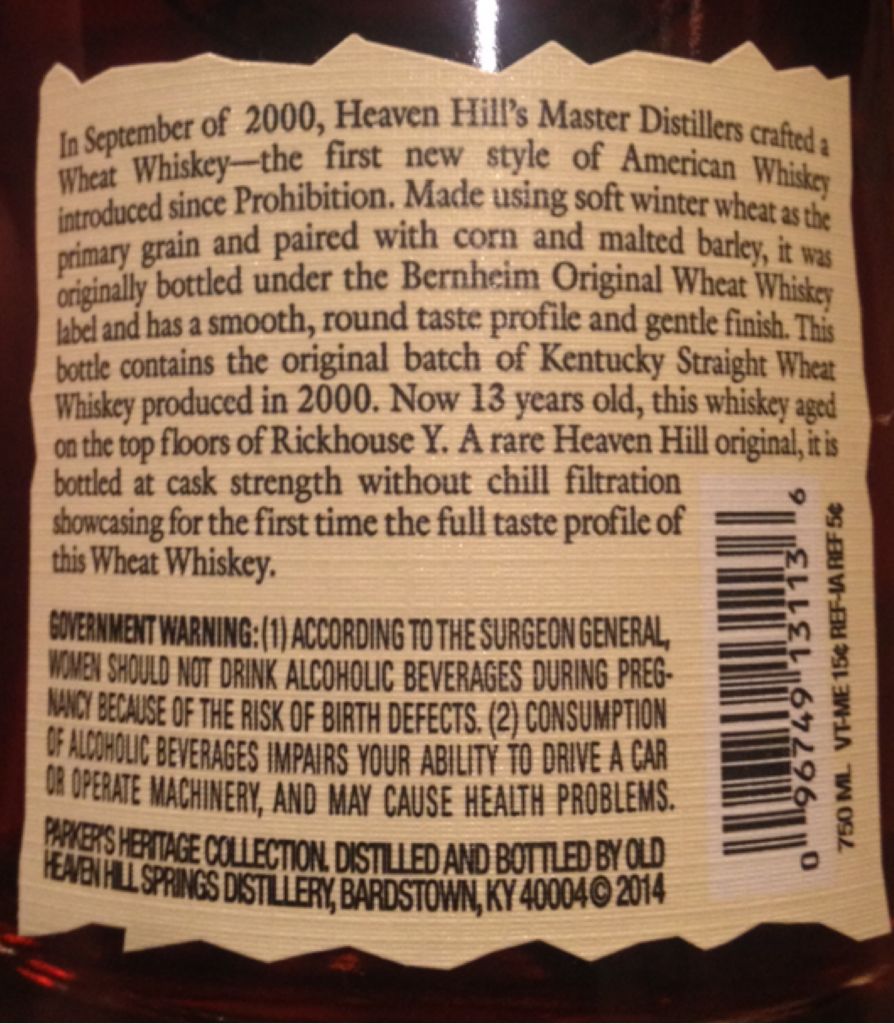 In September of 2000, Heaven Hill's Master Distillers crafted a
Wheat Whiskey—the first new style of American Whiskey
introduced since Prohibition. Made using soft winter wheat as the
primary grain and paired with corn and malted barley, it was
originally bottled under the Bernheim Original Wheat Whiskey
label and has a smooth, round taste profile and gentle finish. This
bottle contains the original batch of Kentucky Straight Wheat
Whiskey produced in 2000. Now 13 years old, this whiskey aged
on the top floors of Rickhouse Y. A rare Heaven Hill original, it is
bottled at cask strength without chill filtration
showcasing for the first time the full taste profile of
this Wheat Whiskey.
GOVERNMENT WARNING: (1) ACCORDING TO THE SURGEON GENERAL,
WOMEN SHOULD NOT DRINK ALCOHOLIC BEVERAGES DURING PREG-
NANCY BECAUSE OF THE RISK OF BIRTH DEFECTS. (2) CONSUMPTION
OF ALCOHOLIC BEVERAGES IMPAIRS YOUR ABILITY TO DRIVE A CAR
OR OPERATE MACHINERY, AND MAY CAUSE HEALTH PROBLEMS.
PARKER'S HERITAGE COLLECTION. DISTILLED AND BOTTLED BY OLD
HEAVEN HILL SPRINGS DISTILLERY, BARDSTOWN, KY 40004 © 2014
0 96749 13113 6
750 ML VT-ME 15¢ REF-IA REF 5¢